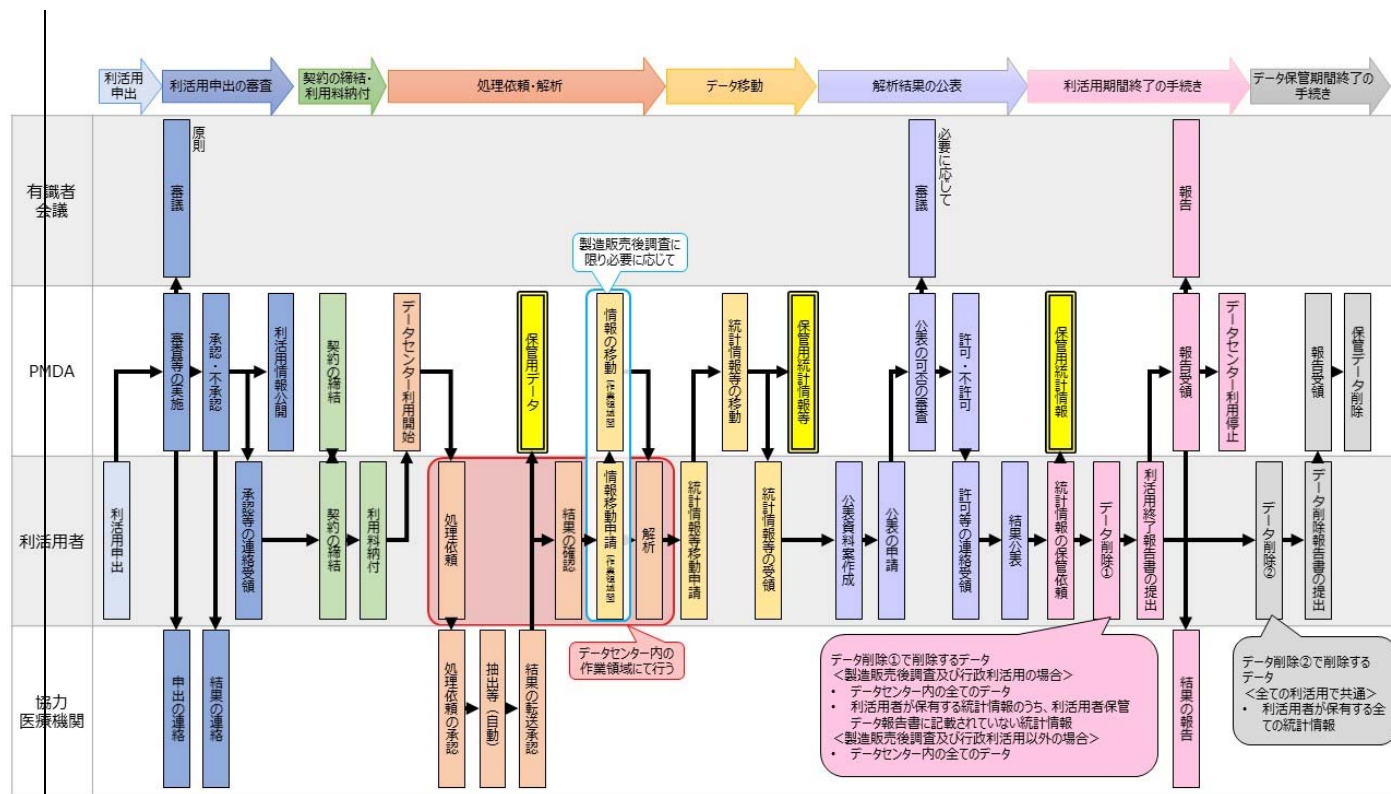 利活用
申出
利活用申出の審査
契約の締結・
利用料納付
処理依頼・解析
データ移動
解析結果の公表
利活用期間終了の手続き
データ保管期間終了の
手続き
有識者
会議
審議
原則
審議
必要に応じて
報告
製造販売後調査に
限り必要に応じて
PMDA
審査等の実施
承認・不承認
利活用情報公開
契約の締結
データセンター利用開始
保管用データ
情報の移動(作業領域間)
統計情報等の移動
保管用統計情報等
公表の可否の審査
許可・不許可
保管用統計情報
報告受領
データセンター利用停止
報告受領
保管データ削除
利活用者
利活用申出
承認等の連絡受領
契約の締結
利用料納付
処理依頼
結果の確認
情報移動申請(作業領域間)
解析
統計情報等移動申請
統計情報等の受領
公表資料案作成
公表の申請
許可等の連絡受領
結果公表
統計情報の保管依頼
データ削除①
利活用終了報告書の提出
データ削除②
データ削除報告書の提出
協力
医療機関
申出の連絡
結果の連絡
処理依頼の承認
抽出等(自動)
結果の転送承認
データセンター内の
作業領域にて行う
データ削除①で削除するデータ
<製造販売後調査及び行政利活用の場合>
・ データセンター内の全てのデータ
・ 利活用者が保有する統計情報のうち、利活用者保管
データ報告書に記載されていない統計情報
<製造販売後調査及び行政利活用以外の場合>
・ データセンター内の全てのデータ
結果の報告
データ削除②で削除する
データ
<全ての利活用で共通>
・ 利活用者が保有する全
ての統計情報